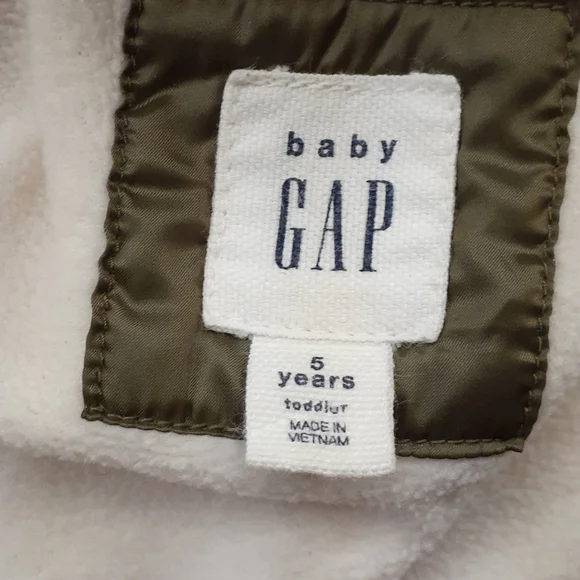 baby
GAP
5
years
toddler
MADE IN
VIETNAM